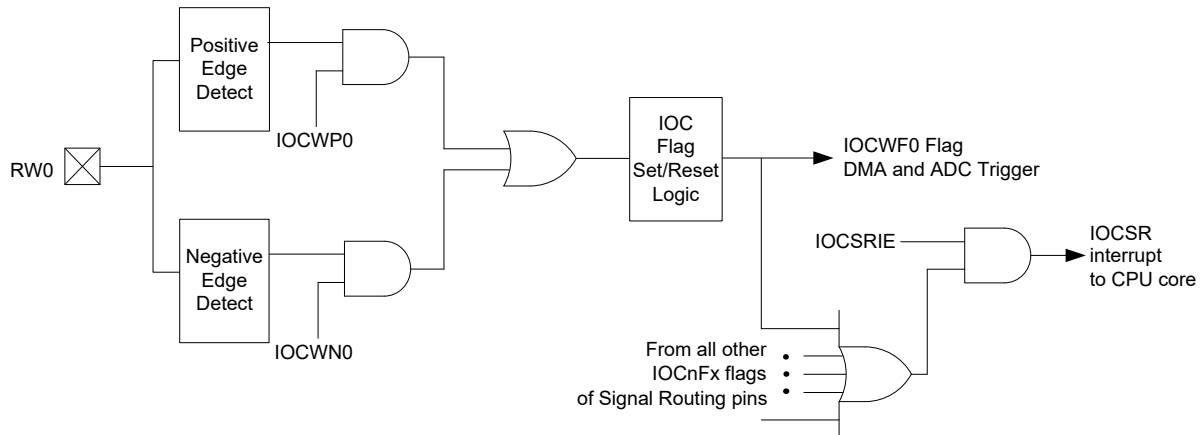 Positive
Edge
Detect
IOCWP0
RW0
Negative
Edge
Detect
IOCWN0
IOC
Flag
Set/Reset
Logic
IOCWF0 Flag
DMA and ADC Trigger
IOCSRIE
IOCSR
interrupt
to CPU core
From all other
IOCnFx flags
of Signal Routing pins